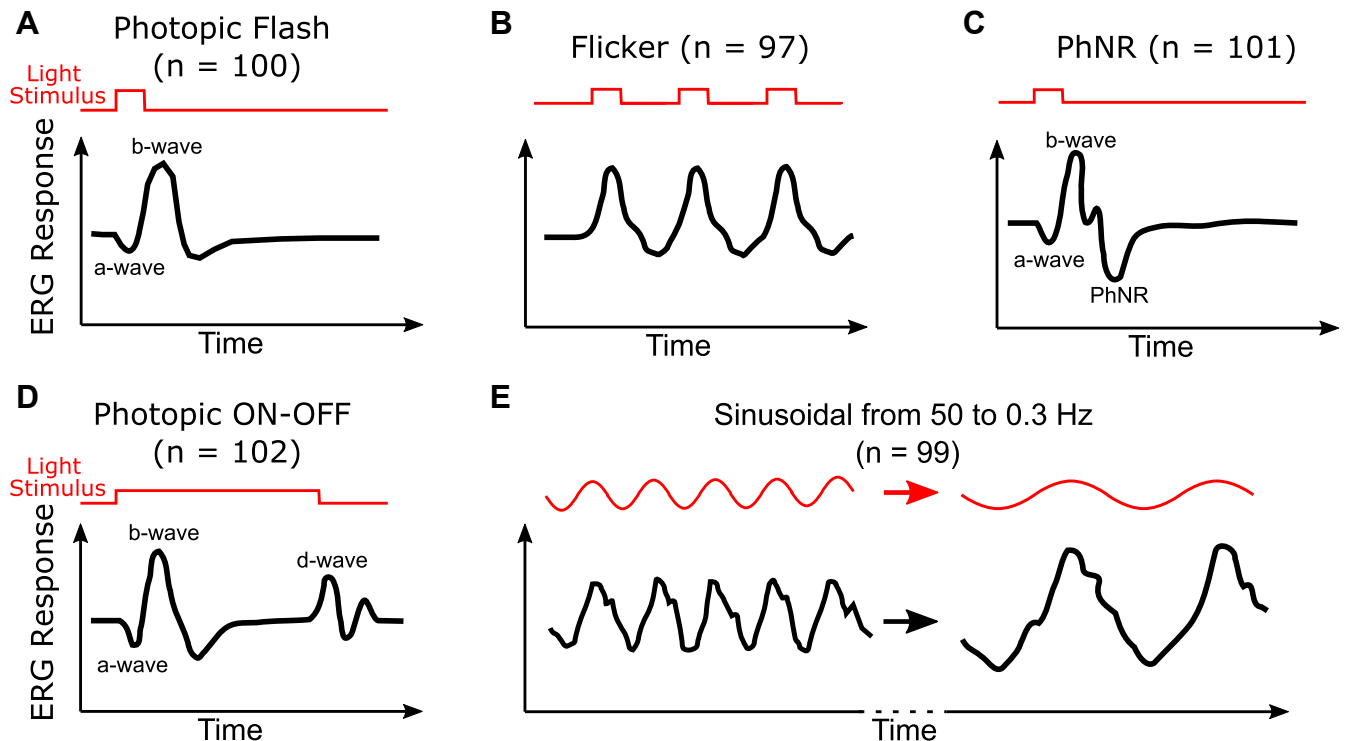 A
Photopic Flash
(n = 100)
Light
Stimulus
ERG Response
b-wave
a-wave
Time
B
Flicker (n = 97)
Time
C
PhNR (n = 101)
b-wave
a-wave
PhNR
Time
D
Photopic ON-OFF
(n = 102)
Light
Stimulus
ERG Response
b-wave
d-wave
a-wave
Time
E
Sinusoidal from 50 to 0.3 Hz
(n = 99)
Time